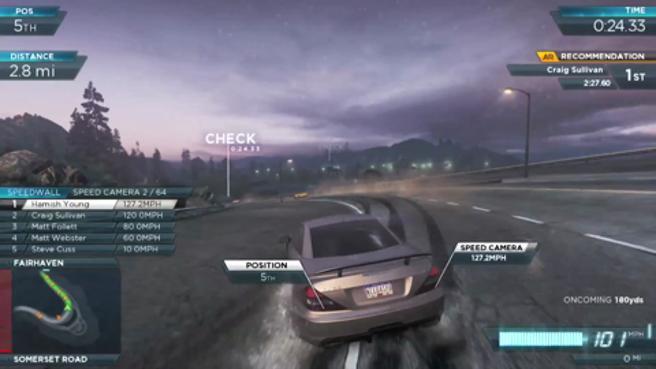 POS
5TH
DISTANCE
2.8 mi
TIME
0:24.33
AR RECOMMENDATION
Craig Sullivan
2:27.60
1ST
CHECK
0:24.33
SPEEDWALL SPEED CAMERA 2 / 64
1 Hamish Young 127.2MPH
2 Craig Sullivan 120.0MPH
3 Matt Follett 80.0MPH
4 Matt Webster 60.0MPH
5 Steve Cuss 10.0MPH
FAIRHAVEN
SOMERSET ROAD
POSITION
5TH
SPEED CAMERA
127.2MPH
ONCOMING 180yds
101 MPH
0 MI